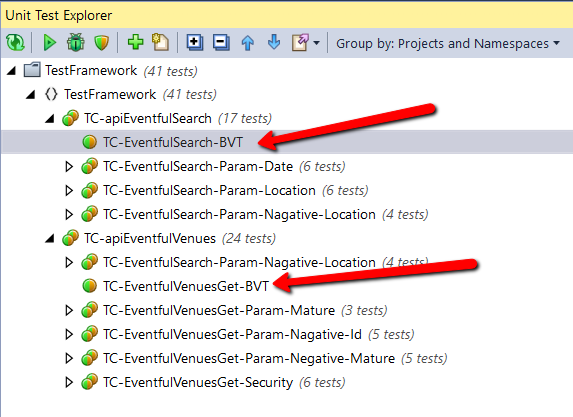 Unit Test Explorer
Group by: Projects and Namespaces
TestFramework (41 tests)
TestFramework (41 tests)
TC-apiEventfulSearch (17 tests)
TC-EventfulSearch-BVT
TC-EventfulSearch-Param-Date (6 tests)
TC-EventfulSearch-Param-Location (6 tests)
TC-EventfulSearch-Param-Nagative-Location (4 tests)
TC-apiEventfulVenues (24 tests)
TC-EventfulSearch-Param-Nagative-Location (4 tests)
TC-EventfulVenuesGet-BVT
TC-EventfulVenuesGet-Param-Mature (3 tests)
TC-EventfulVenuesGet-Param-Nagative-Id (5 tests)
TC-EventfulVenuesGet-Param-Negative-Mature (5 tests)
TC-EventfulVenuesGet-Security (6 tests)